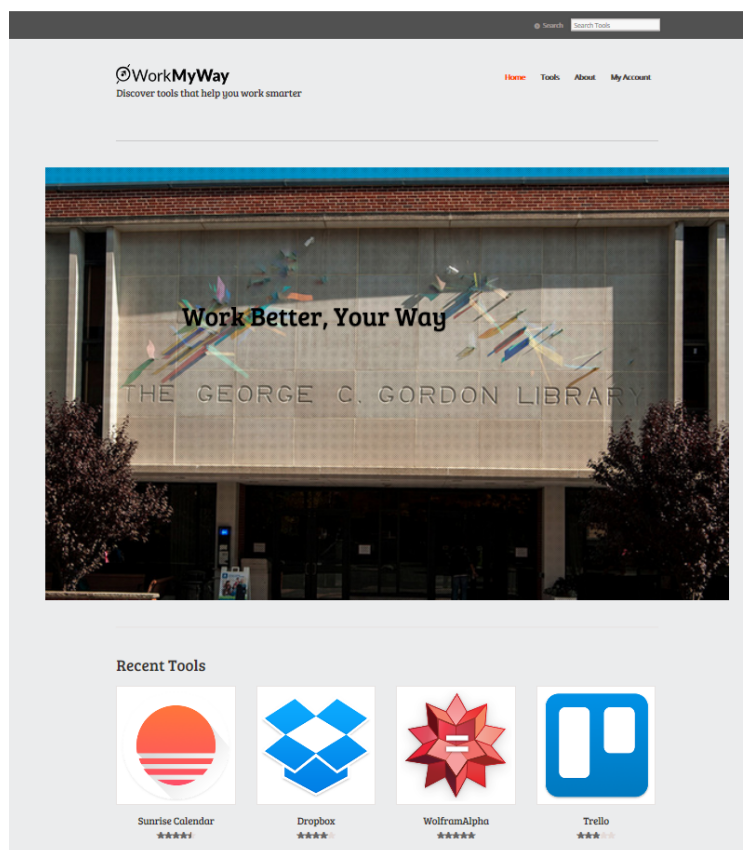 Search
Search Tools
WorkMyWay
Discover tools that help you work smarter
Home Tools About My Account
Work Better, Your Way
THE GEORGE C. GORDON LIBRARY
Recent Tools
Sunrise Calendar
Dropbox
WolframAlpha
Trello